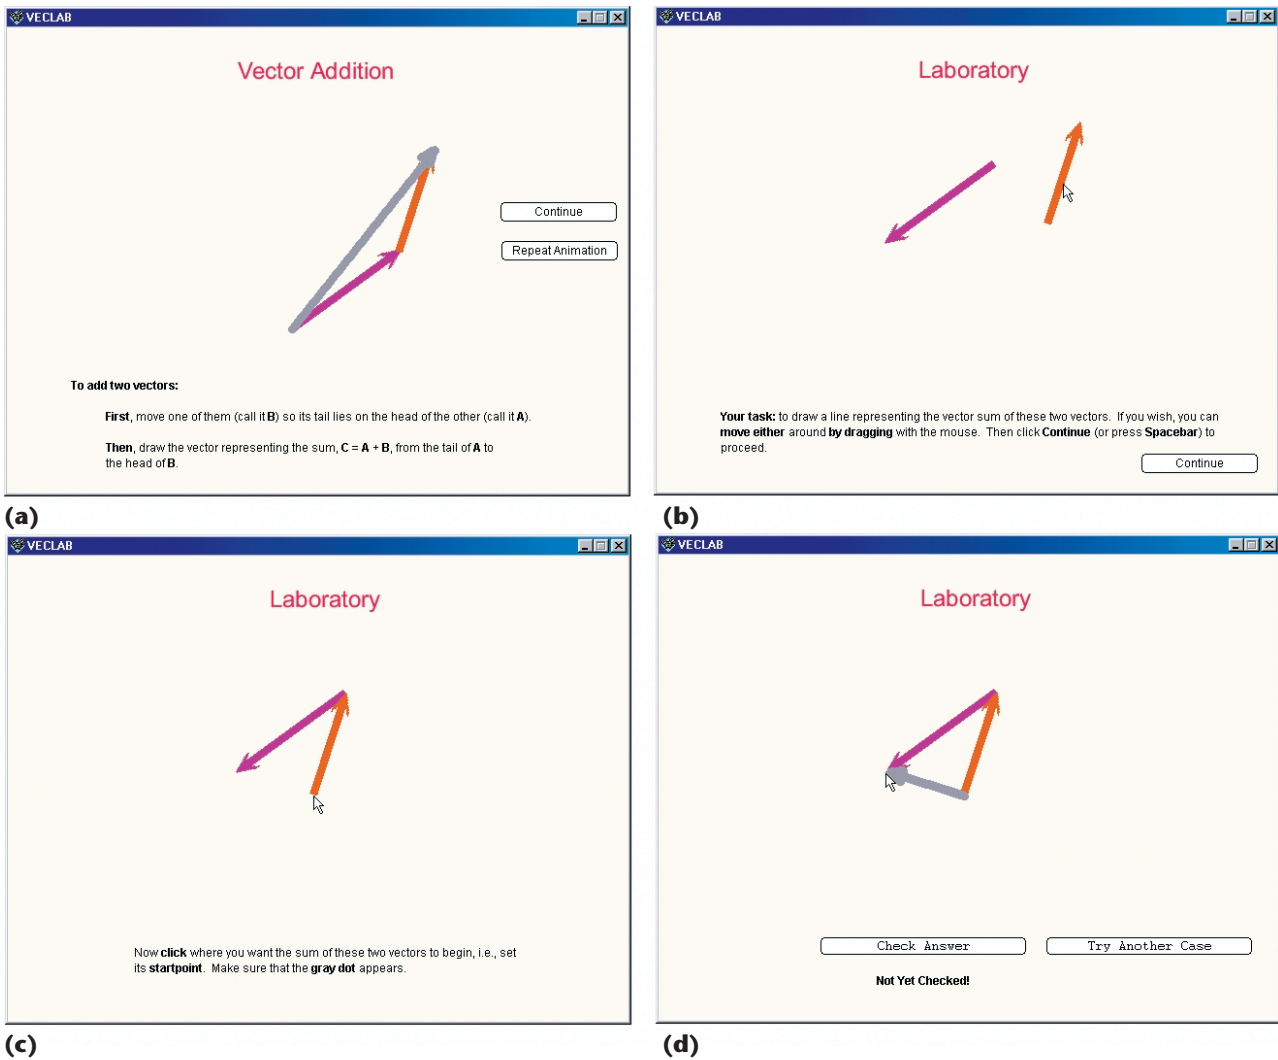 VECLAB
Vector Addition
Continue
Repeat Animation
To add two vectors:
First, move one of them (call it B) so its tail lies on the head of the other (call it A).
Then, draw the vector representing the sum, C = A + B, from the tail of A to
the head of B.
(a)
VECLAB
Laboratory
Your task: to draw a line representing the vector sum of these two vectors. If you wish, you can
move either around by dragging with the mouse. Then click Continue (or press Spacebar) to
proceed.
Continue
(b)
VECLAB
Laboratory
Now click where you want the sum of these two vectors to begin, i.e., set
its startpoint. Make sure that the gray dot appears.
(c)
VECLAB
Laboratory
Check Answer
Try Another Case
Not Yet Checked!
(d)